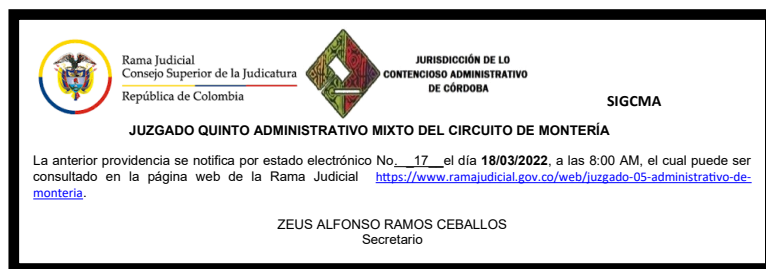 Rama Judicial
Consejo Superior de la Judicatura
República de Colombia
JURISDICCIÓN DE LO
CONTENCIOSO ADMINISTRATIVO
DE CÓRDOBA
SIGCMA
JUZGADO QUINTO ADMINISTRATIVO MIXTO DEL CIRCUITO DE MONTERÍA
La anterior providencia se notifica por estado electrónico No. _17__el día 18/03/2022, a las 8:00 AM, el cual puede ser
consultado en la página web de la Rama Judicial https://www.ramajudicial.gov.co/web/juzgado-05-administrativo-de-
monteria.
ZEUS ALFONSO RAMOS CEBALLOS
Secretario